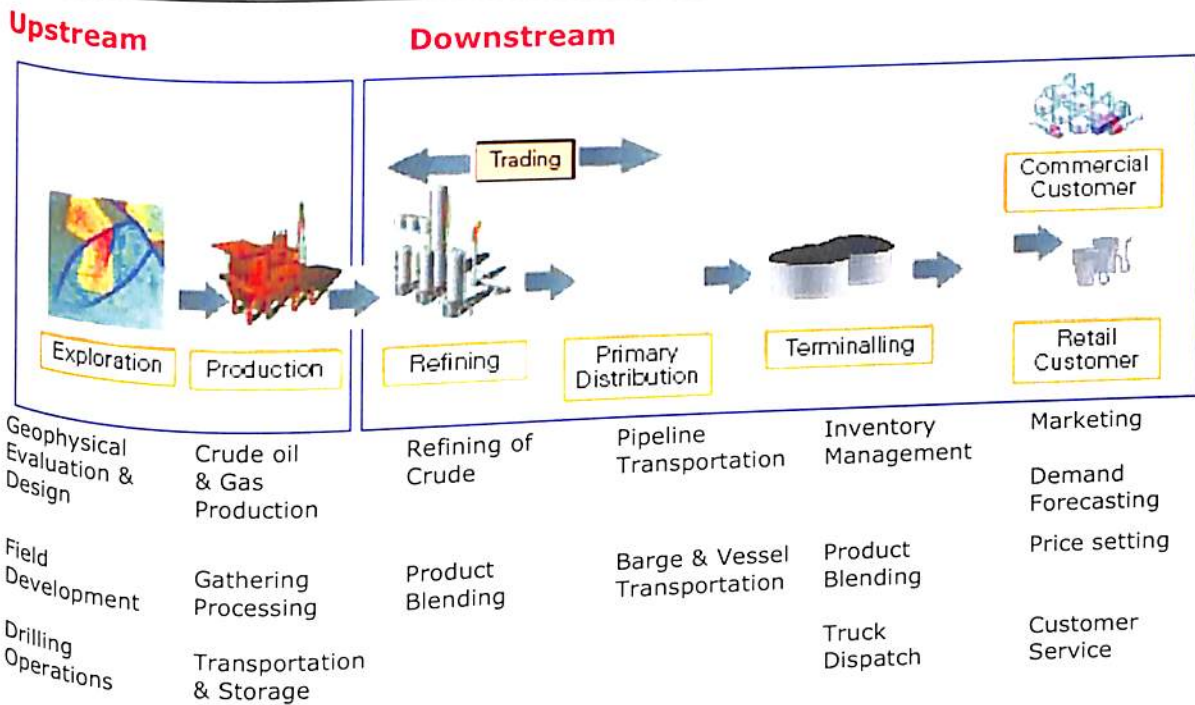 Upstream
Downstream
Trading
Commercial
Customer
Exploration
Production
Refining
Primary
Distribution
Terminalling
Retail
Customer
Geophysical
Evaluation &
Design
Field
Development
Drilling
Operations
Crude oil
& Gas
Production
Gathering
Processing
Transportation
& Storage
Refining of
Crude
Product
Blending
Pipeline
Transportation
Barge & Vessel
Transportation
Inventory
Management
Product
Blending
Truck
Dispatch
Marketing
Demand
Forecasting
Price setting
Customer
Service